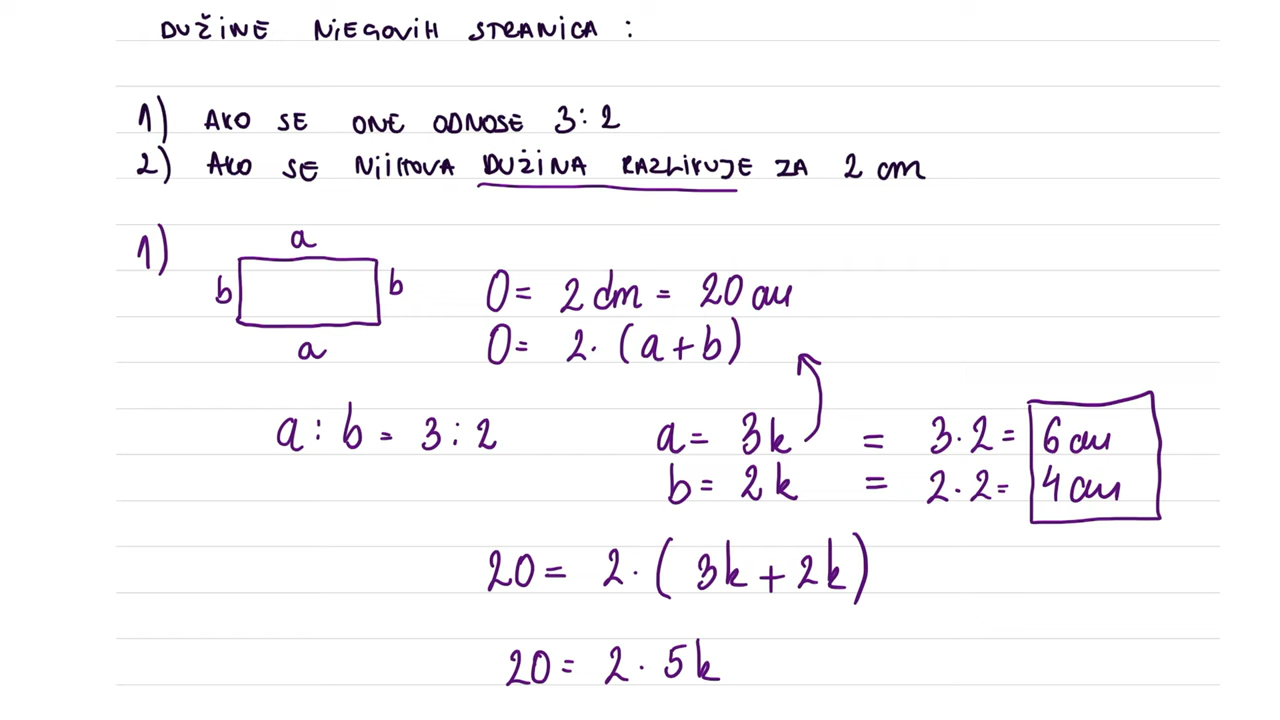 DUŽINE NJEGOVIH STRANICA :
1) AKO SE ONE ODNOSE 3:2
2) AKO SE NJIHOVA DUŽINA RAZLIKUJE ZA 2 cm
1)
a
b
b
a
O = 2 dm = 20 cm
O = 2 · (a+b)
a : b = 3 : 2
a = 3k = 3·2 = 6 cm
b = 2k = 2·2 = 4 cm
20 = 2 · ( 3k + 2k )
20 = 2 · 5k